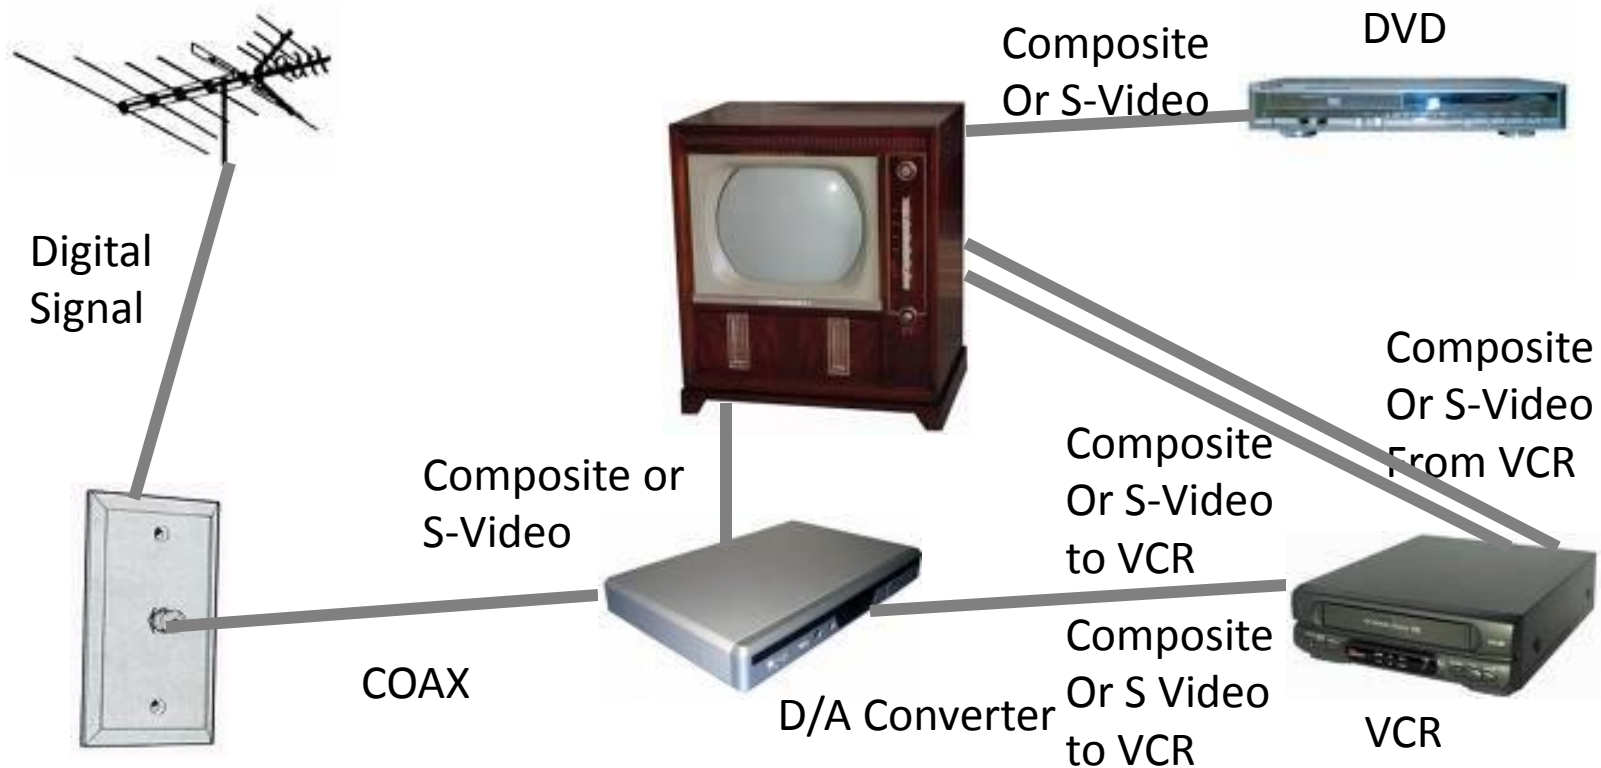 DVD
Composite
Or S-Video
Digital
Signal
Composite
Or S-Video
From VCR
Composite
Or S-Video
to VCR
Composite or
S-Video
COAX
D/A Converter
Composite
Or S Video
to VCR
VCR